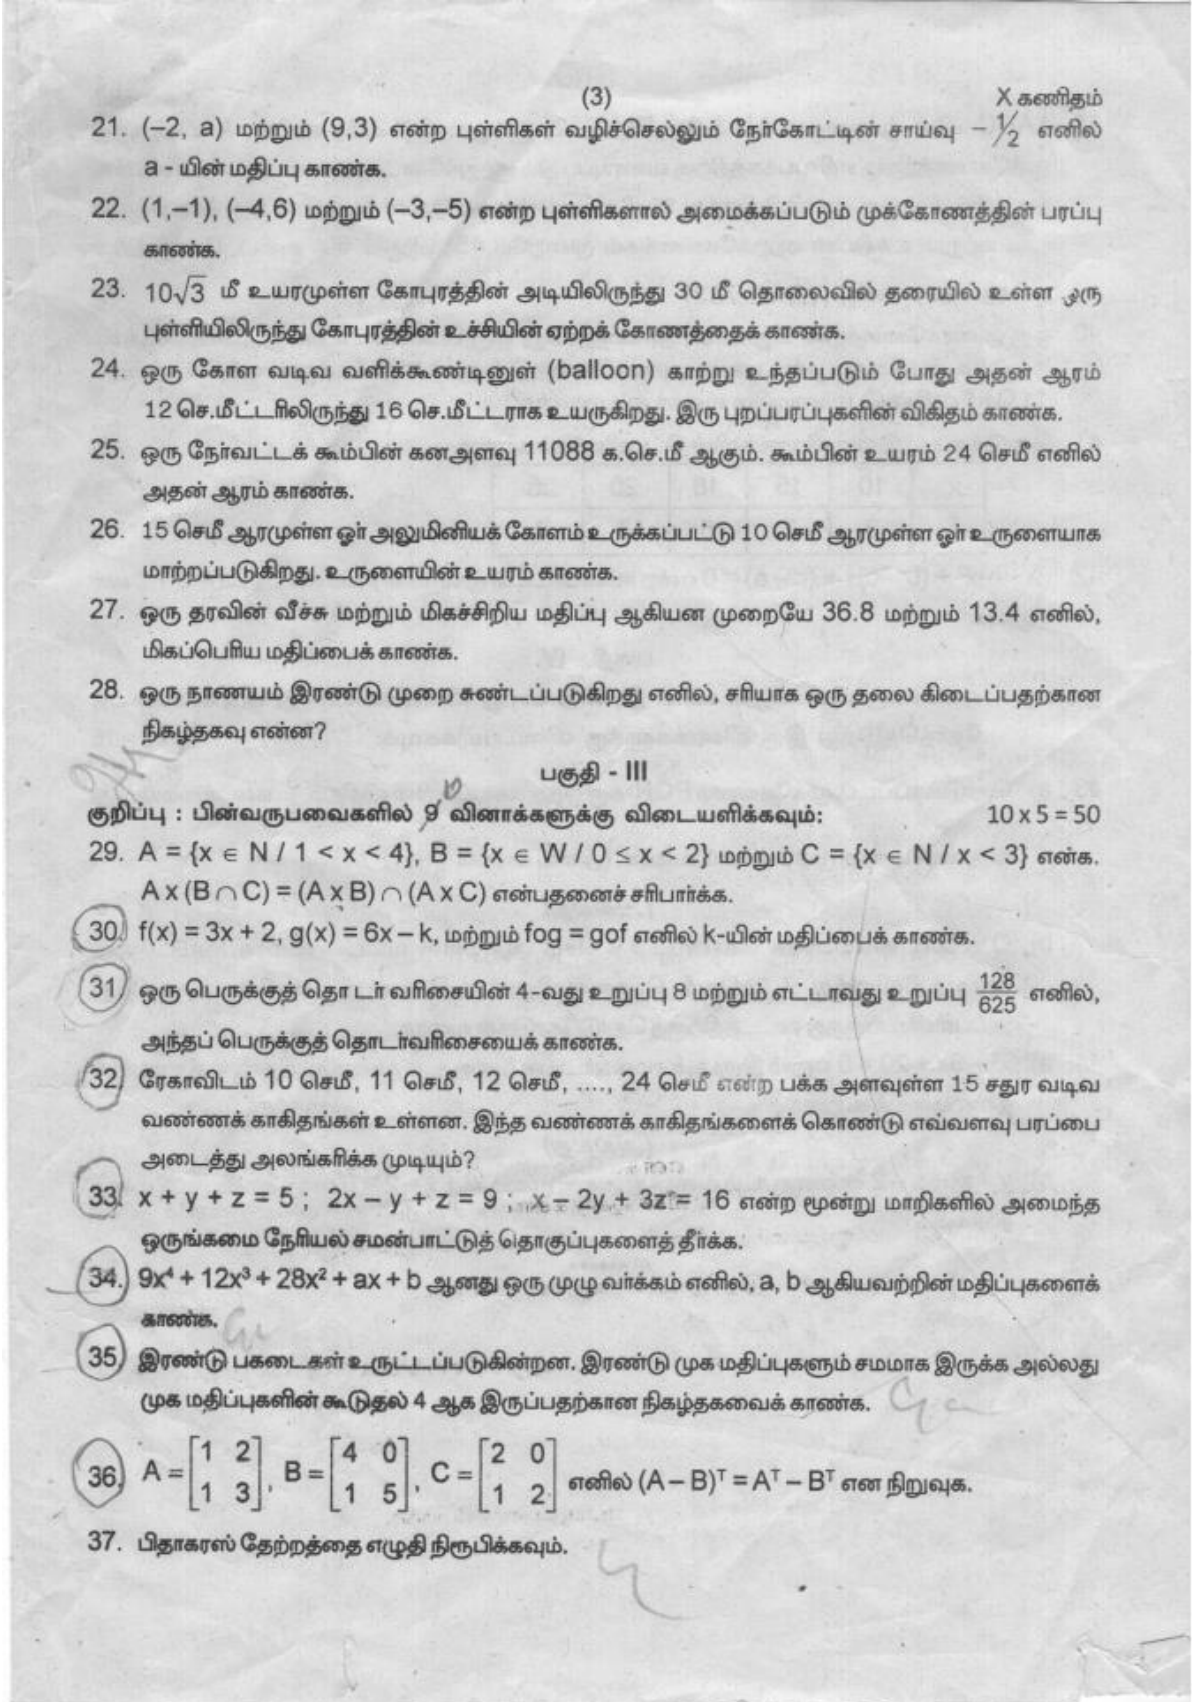 (3)
X கணிதம்
21. (–2, a) மற்றும் (9,3) என்ற புள்ளிகள் வழிச்செல்லும் நேர்கோட்டின் சாய்வு – 1/2 எனில்
a - யின் மதிப்பு காண்க.
22. (1,–1), (–4,6) மற்றும் (–3,–5) என்ற புள்ளிகளால் அமைக்கப்படும் முக்கோணத்தின் பரப்பு
காண்க.
23. 10√3 மீ உயரமுள்ள கோபுரத்தின் அடியிலிருந்து 30 மீ தொலைவில் தரையில் உள்ள ஒரு
புள்ளியிலிருந்து கோபுரத்தின் உச்சியின் ஏற்றக் கோணத்தைக் காண்க.
24. ஒரு கோள வடிவ வளிக்கூண்டினுள் (balloon) காற்று உந்தப்படும் போது அதன் ஆரம்
12 செ.மீட்டரிலிருந்து 16 செ.மீட்டராக உயருகிறது. இரு புறப்பரப்புகளின் விகிதம் காண்க.
25. ஒரு நேர்வட்டக் கூம்பின் கனஅளவு 11088 க.செ.மீ ஆகும். கூம்பின் உயரம் 24 செமீ எனில்
அதன் ஆரம் காண்க.
26. 15 செமீ ஆரமுள்ள ஓர் அலுமினியக் கோளம் உருக்கப்பட்டு 10 செமீ ஆரமுள்ள ஓர் உருளையாக
மாற்றப்படுகிறது. உருளையின் உயரம் காண்க.
27. ஒரு தரவின் வீச்சு மற்றும் மிகச்சிறிய மதிப்பு ஆகியன முறையே 36.8 மற்றும் 13.4 எனில்,
மிகப்பெரிய மதிப்பைக் காண்க.
28. ஒரு நாணயம் இரண்டு முறை சுண்டப்படுகிறது எனில், சரியாக ஒரு தலை கிடைப்பதற்கான
நிகழ்தகவு என்ன?
பகுதி - III
குறிப்பு : பின்வருபவைகளில் 9 வினாக்களுக்கு விடையளிக்கவும்: 10 x 5 = 50
29. A = {x ∈ N / 1 < x < 4}, B = {x ∈ W / 0 ≤ x < 2} மற்றும் C = {x ∈ N / x < 3} என்க.
A x (B ∩ C) = (A x B) ∩ (A x C) என்பதனைச் சரிபார்க்க.
30. f(x) = 3x + 2, g(x) = 6x – k, மற்றும் fog = gof எனில் k-யின் மதிப்பைக் காண்க.
31. ஒரு பெருக்குத் தொடர் வரிசையின் 4-வது உறுப்பு 8 மற்றும் எட்டாவது உறுப்பு 128/625 எனில்,
அந்தப் பெருக்குத் தொடர்வரிசையைக் காண்க.
32. ரேகாவிடம் 10 செமீ, 11 செமீ, 12 செமீ, ...., 24 செமீ என்ற பக்க அளவுள்ள 15 சதுர வடிவ
வண்ணக் காகிதங்கள் உள்ளன. இந்த வண்ணக் காகிதங்களைக் கொண்டு எவ்வளவு பரப்பை
அடைத்து அலங்கரிக்க முடியும்?
33. x + y + z = 5 ; 2x – y + z = 9 ; x – 2y + 3z = 16 என்ற மூன்று மாறிகளில் அமைந்த
ஒருங்கமை நேரியல் சமன்பாட்டுத் தொகுப்புகளைத் தீர்க்க.
34. 9x⁴ + 12x³ + 28x² + ax + b ஆனது ஒரு முழு வர்க்கம் எனில், a, b ஆகியவற்றின் மதிப்புகளைக்
காண்க.
35. இரண்டு பகடைகள் உருட்டப்படுகின்றன. இரண்டு முக மதிப்புகளும் சமமாக இருக்க அல்லது
முக மதிப்புகளின் கூடுதல் 4 ஆக இருப்பதற்கான நிகழ்தகவைக் காண்க.
36. A = [1 2 1 3], B = [4 0 1 5], C = [2 0 1 2] எனில் (A – B)ᵀ = Aᵀ – Bᵀ என நிறுவுக.
37. பிதாகரஸ் தேற்றத்தை எழுதி நிரூபிக்கவும்.